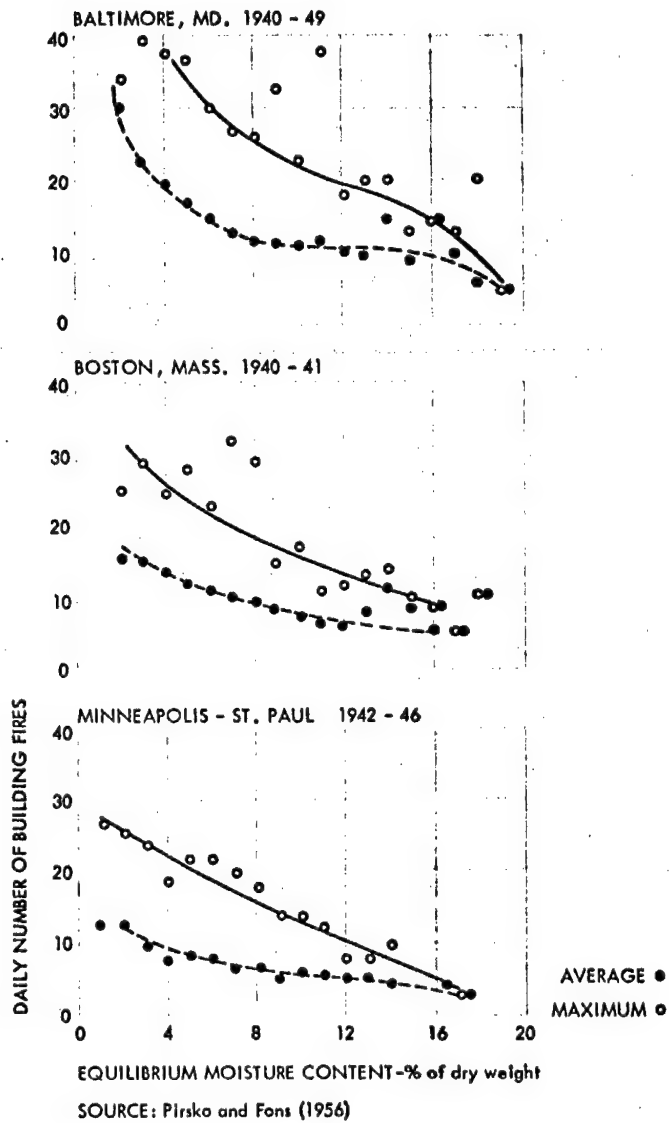 BALTIMORE, MD. 1940 - 49
40
30
20
10
0
BOSTON, MASS. 1940 - 41
40
30
20
10
0
MINNEAPOLIS - ST. PAUL 1942 - 46
40
30
20
10
0
DAILY NUMBER OF BUILDING FIRES
0 4 8 12 16 20
AVERAGE
MAXIMUM
EQUILIBRIUM MOISTURE CONTENT-% of dry weight
SOURCE: Pirsko and Fons (1956)